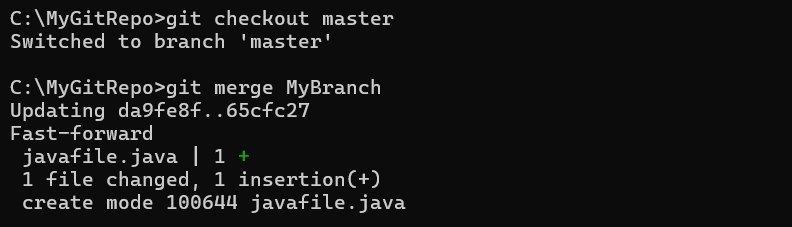 C:\MyGitRepo>git checkout master
Switched to branch 'master'
C:\MyGitRepo>git merge MyBranch
Updating da9fe8f..65cfc27
Fast-forward
javafile.java | 1 +
1 file changed, 1 insertion(+)
create mode 100644 javafile.java